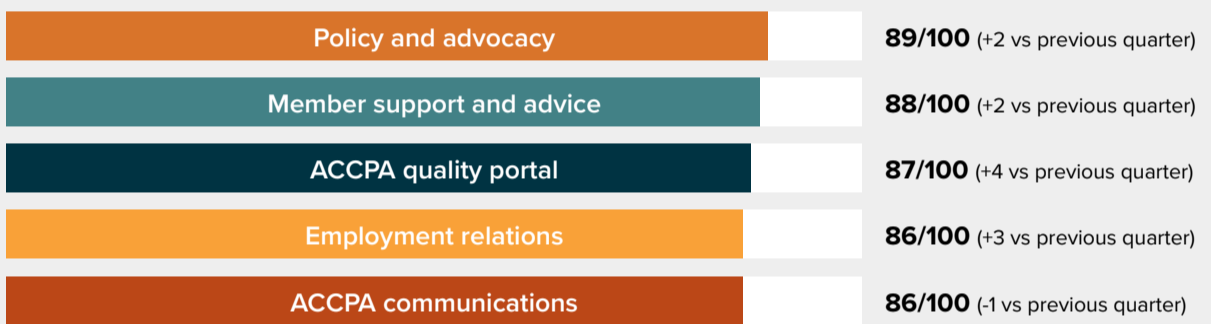 Policy and advocacy 89/100 (+2 vs previous quarter)
Member support and advice 88/100 (+2 vs previous quarter)
ACCPA quality portal 87/100 (+4 vs previous quarter)
Employment relations 86/100 (+3 vs previous quarter)
ACCPA communications 86/100 (-1 vs previous quarter)